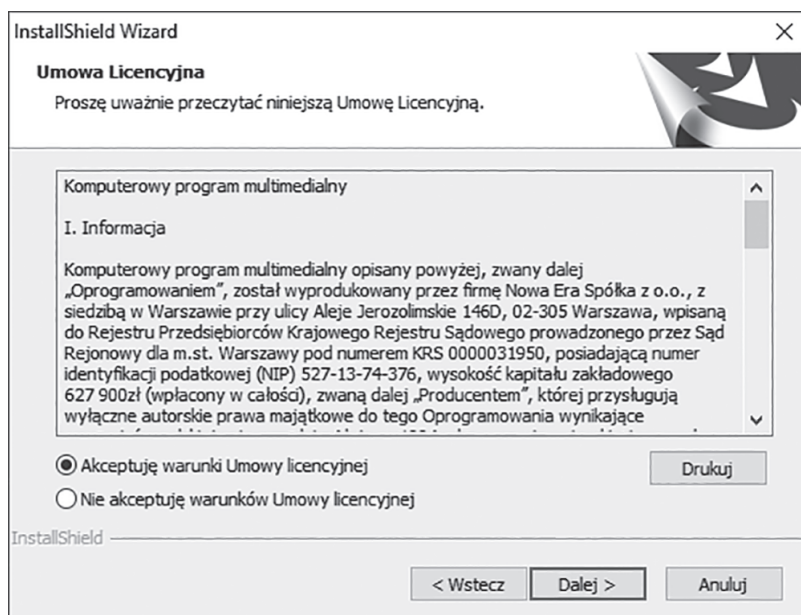 InstallShield Wizard
Umowa Licencyjna
Proszę uważnie przeczytać niniejszą Umowę Licencyjną.
Komputerowy program multimedialny
I. Informacja
Komputerowy program multimedialny opisany powyżej, zwany dalej
„Oprogramowaniem”, został wyprodukowany przez firmę Nowa Era Spółka z o.o., z
siedzibą w Warszawie przy ulicy Aleje Jerozolimskie 146D, 02-305 Warszawa, wpisaną
do Rejestru Przedsiębiorców Krajowego Rejestru Sądowego prowadzonego przez Sąd
Rejonowy dla m.st. Warszawy pod numerem KRS 0000031950, posiadającą numer
identyfikacji podatkowej (NIP) 527-13-74-376, wysokość kapitału zakładowego
627 900zł (wpłacony w całości), zwaną dalej „Producentem”, której przysługują
wyłączne autorskie prawa majątkowe do tego Oprogramowania wynikające
Akceptuję warunki Umowy licencyjnej
Drukuj
Nie akceptuję warunków Umowy licencyjnej
InstallShield
< Wstecz
Dalej >
Anuluj